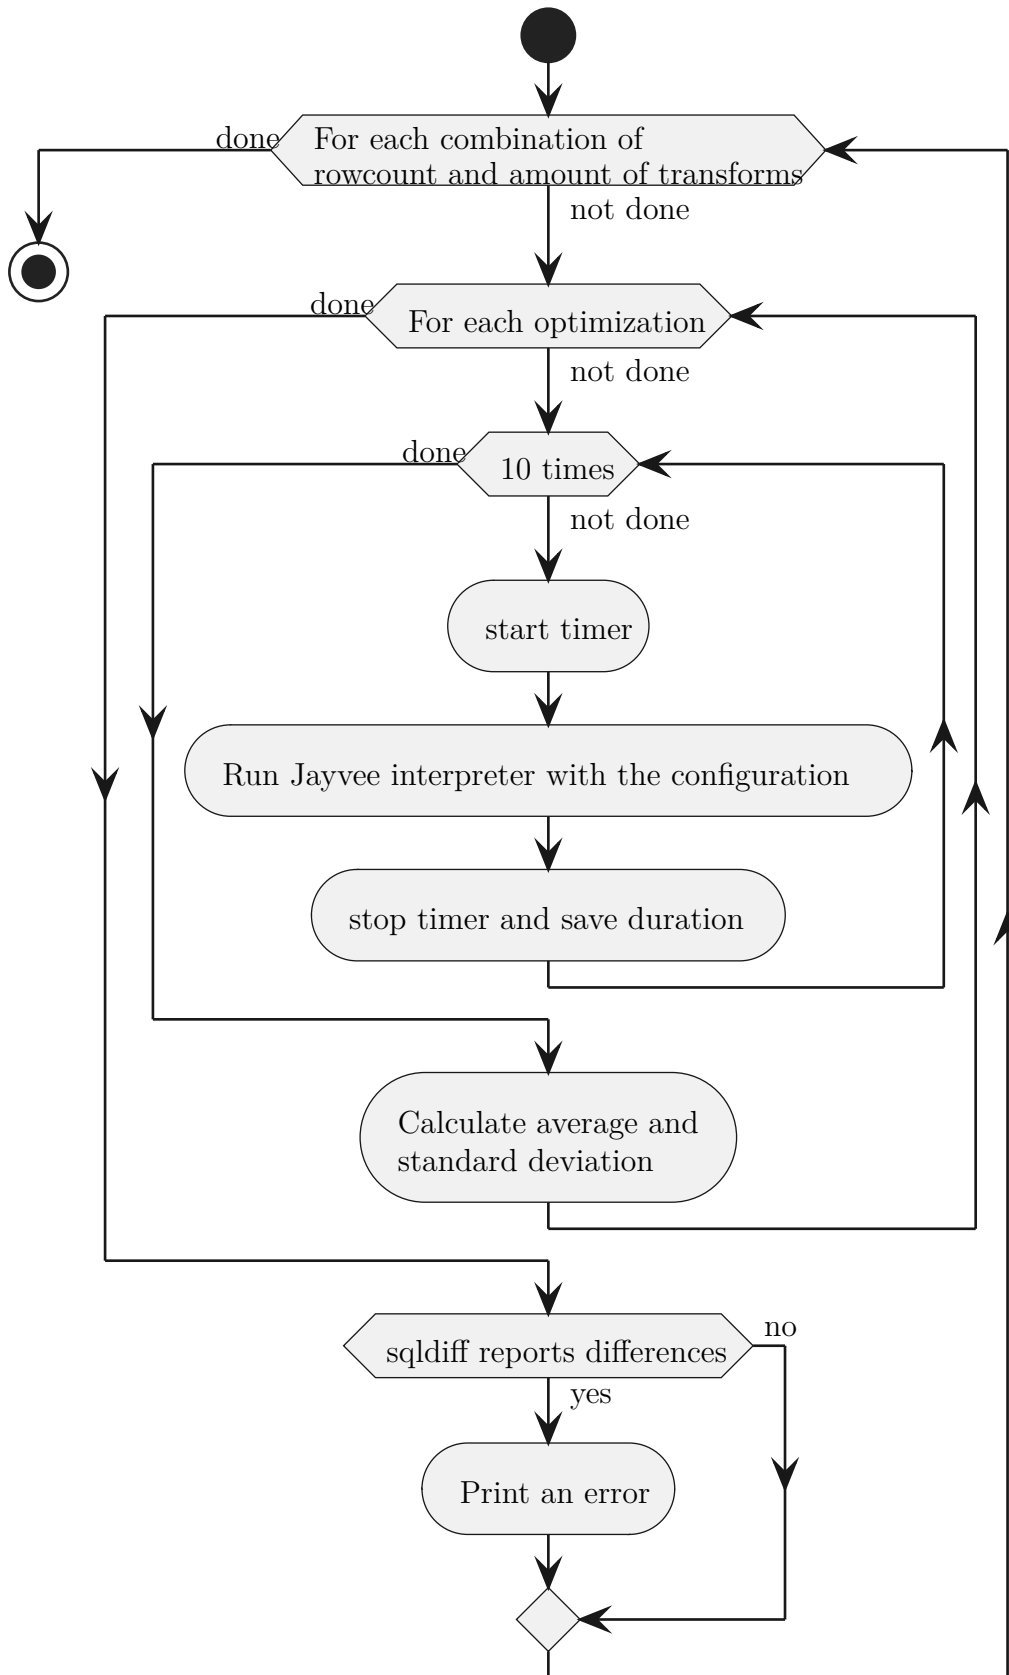 done
For each combination of
rowcount and amount of transforms
not done
done
For each optimization
not done
done
10 times
not done
start timer
Run Jayvee interpreter with the configuration
stop timer and save duration
Calculate average and
standard deviation
no
sqldiff reports differences
yes
Print an error